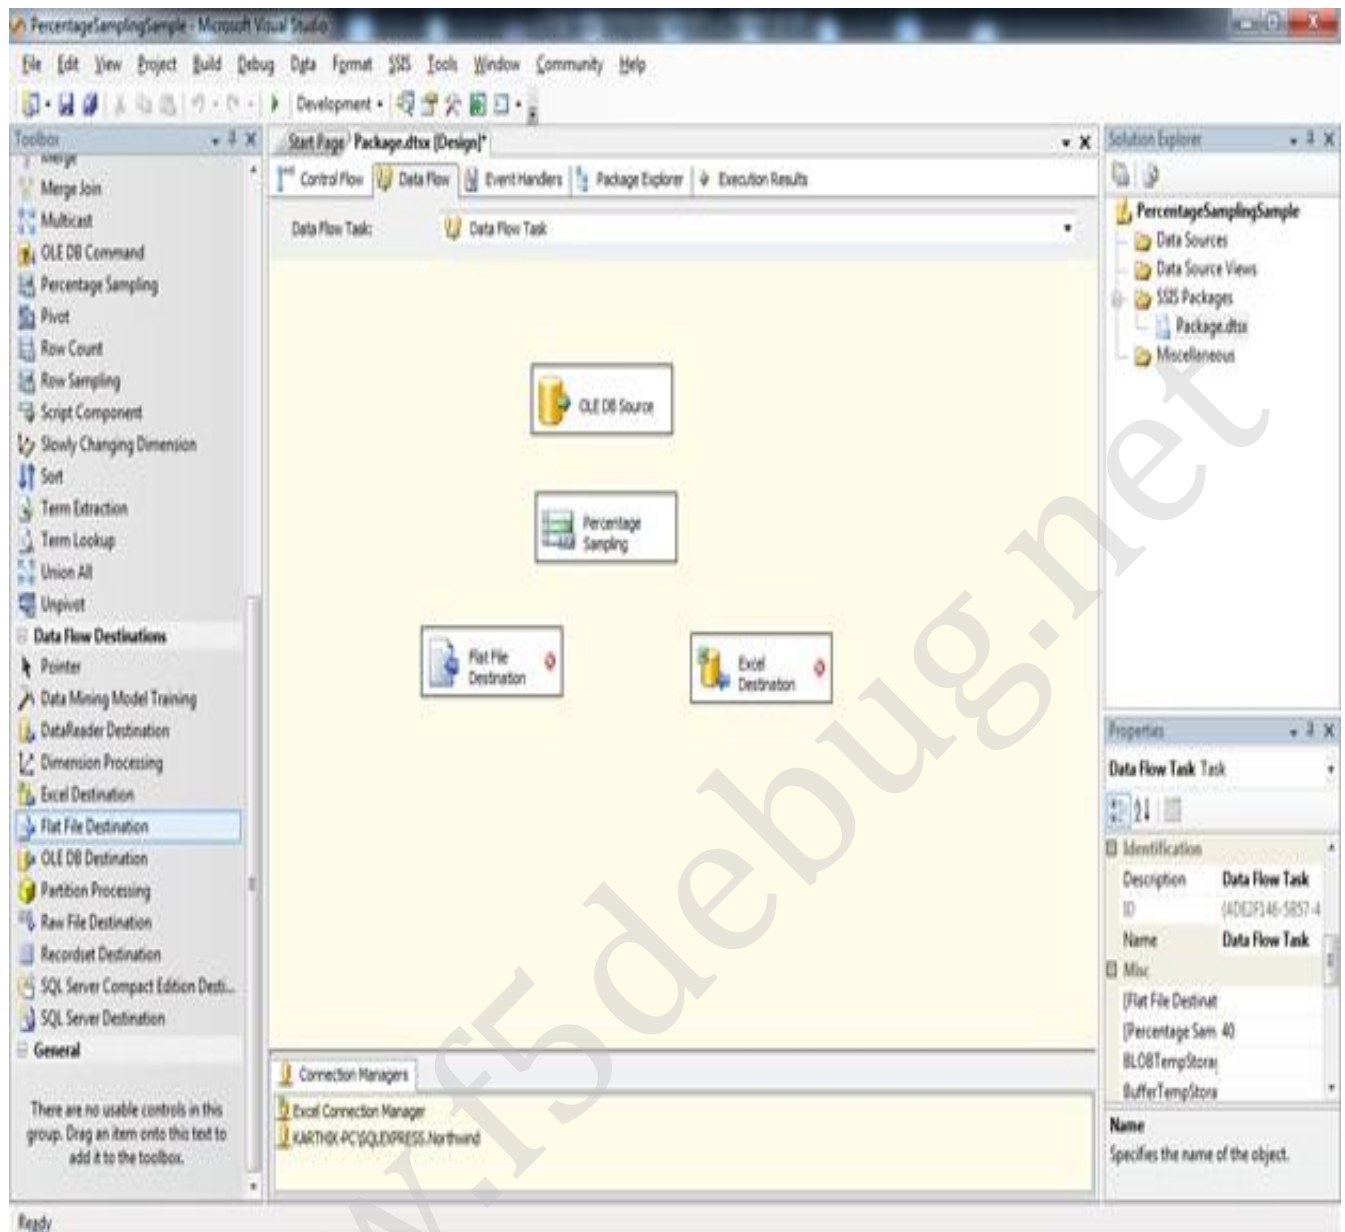 PercentageSamplingSample - Microsoft Visual Studio
File Edit View Project Build Debug Data Format SSIS Tools Window Community Help
Development
Toolbox
Merge
Merge Join
Multicast
OLE DB Command
Percentage Sampling
Pivot
Row Count
Row Sampling
Script Component
Slowly Changing Dimension
Sort
Term Extraction
Term Lookup
Union All
Unpivot
Data Flow Destinations
Pointer
Data Mining Model Training
DataReader Destination
Dimension Processing
Excel Destination
Flat File Destination
OLE DB Destination
Partition Processing
Raw File Destination
Recordset Destination
SQL Server Compact Edition Desti...
SQL Server Destination
General
There are no usable controls in this
group. Drag an item onto this text to
add it to the toolbox.
Start Page Package.dtsx [Design]*
Control Flow Data Flow Event Handlers Package Explorer Execution Results
Data Flow Task: Data Flow Task
OLE DB Source
Percentage
Sampling
Flat File
Destination
Excel
Destination
Connection Managers
Excel Connection Manager
KARTHIK-PC\SQLEXPRESS.Northwind
Solution Explorer
PercentageSamplingSample
Data Sources
Data Source Views
SSIS Packages
Package.dtsx
Miscellaneous
Properties
Data Flow Task Task
Identification
Description Data Flow Task
ID {4DE2F146-5857-4
Name Data Flow Task
Misc
[Flat File Destinat
[Percentage Sam 40
BLOBTempStorag
BufferTempStora
Name
Specifies the name of the object.
Ready
w.f5debug.net